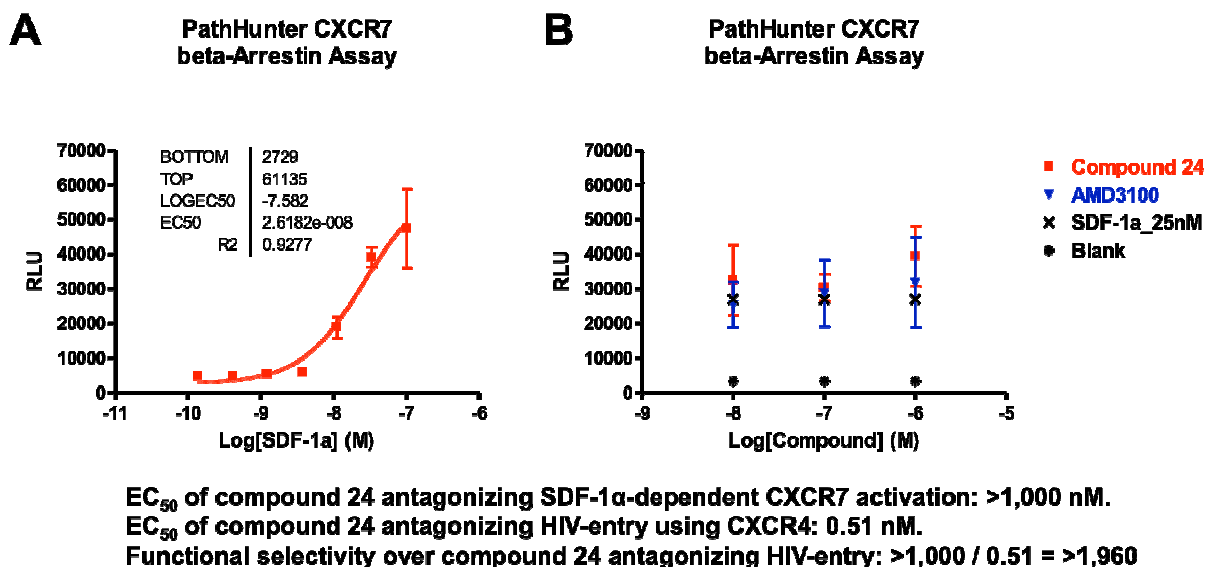 A
PathHunter CXCR7
beta-Arrestin Assay
70000
60000
50000
40000
30000
20000
10000
0
RLU
BOTTOM 2729
TOP 61135
LOGEC50 -7.582
EC50 2.6182e-008
R2 0.9277
-11 -10 -9 -8 -7 -6
Log[SDF-1a] (M)
B
PathHunter CXCR7
beta-Arrestin Assay
70000
60000
50000
40000
30000
20000
10000
0
RLU
-9 -8 -7 -6 -5
Log[Compound] (M)
Compound 24
AMD3100
SDF-1a_25nM
Blank
EC50 of compound 24 antagonizing SDF-1α-dependent CXCR7 activation: >1,000 nM.
EC50 of compound 24 antagonizing HIV-entry using CXCR4: 0.51 nM.
Functional selectivity over compound 24 antagonizing HIV-entry: >1,000 / 0.51 = >1,960